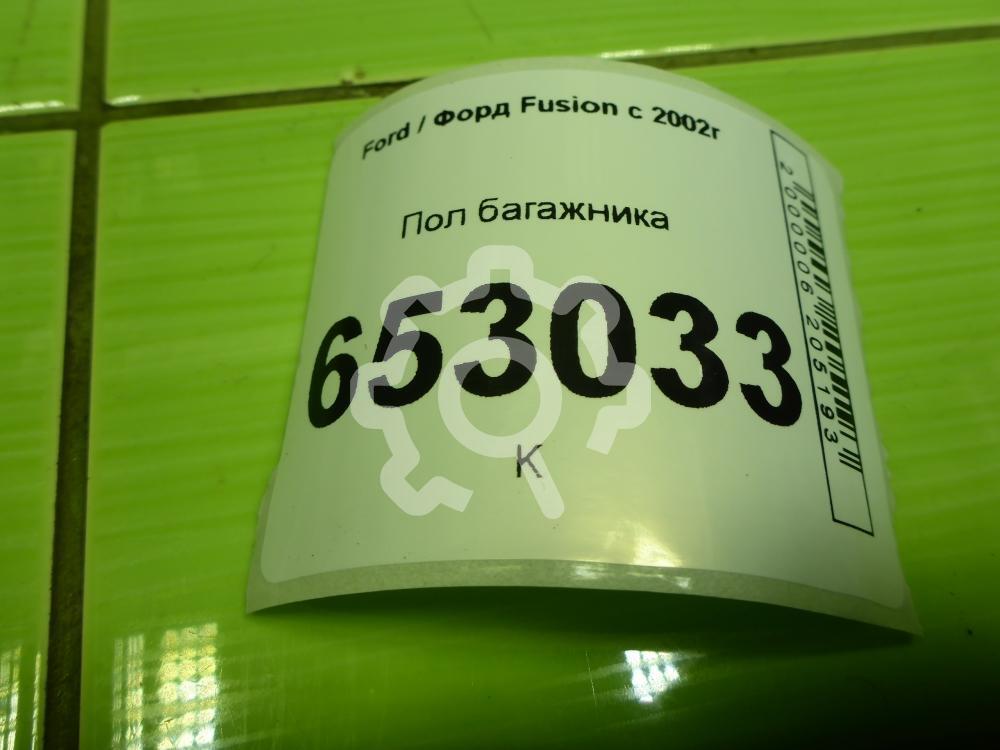 Ford / Форд Fusion с 2002г
Пол багажника
653033
К
2000006205193